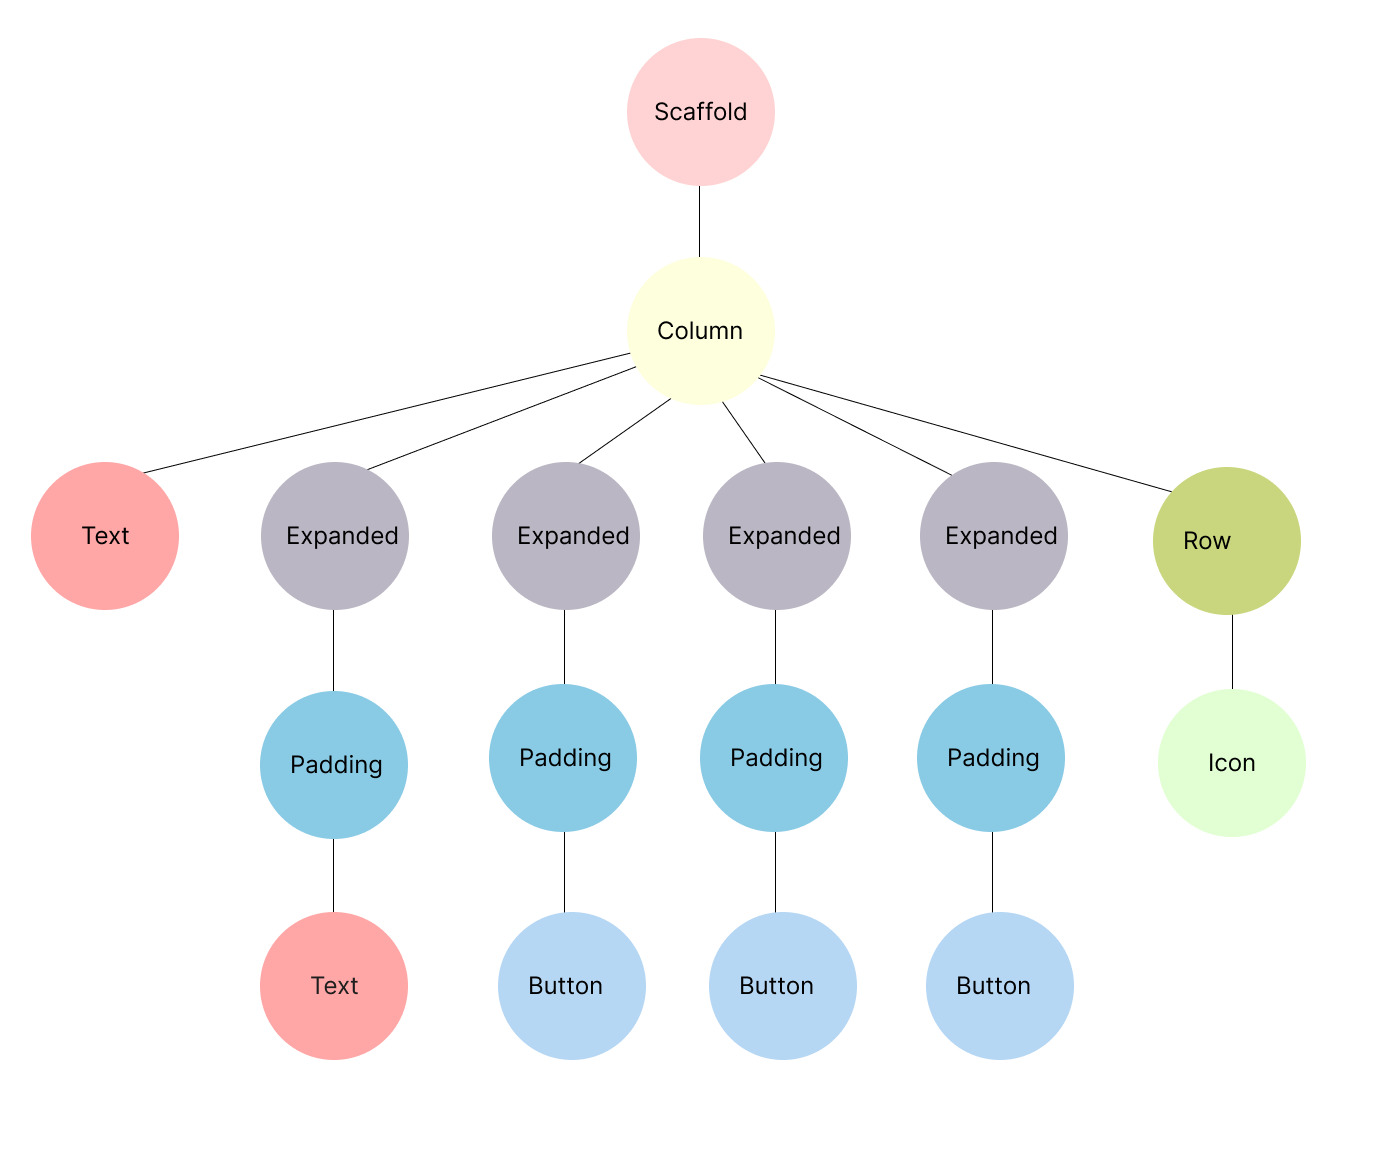 Scaffold
Column
Text
Expanded
Expanded
Expanded
Expanded
Row
Padding
Padding
Padding
Padding
Icon
Text
Button
Button
Button